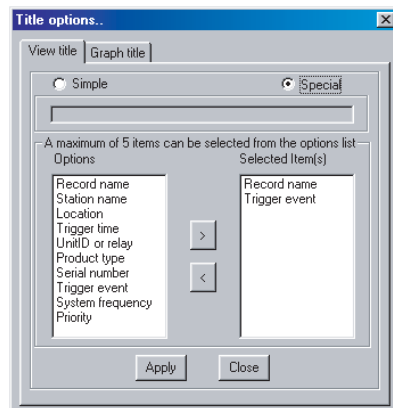 Title options..
View title
Graph title
Simple
Special
A maximum of 5 items can be selected from the options list
Options
Selected Item(s)
Record name
Station name
Location
Trigger time
UnitID or relay
Product type
Serial number
Trigger event
System frequency
Priority
>
<
Record name
Trigger event
Apply
Close